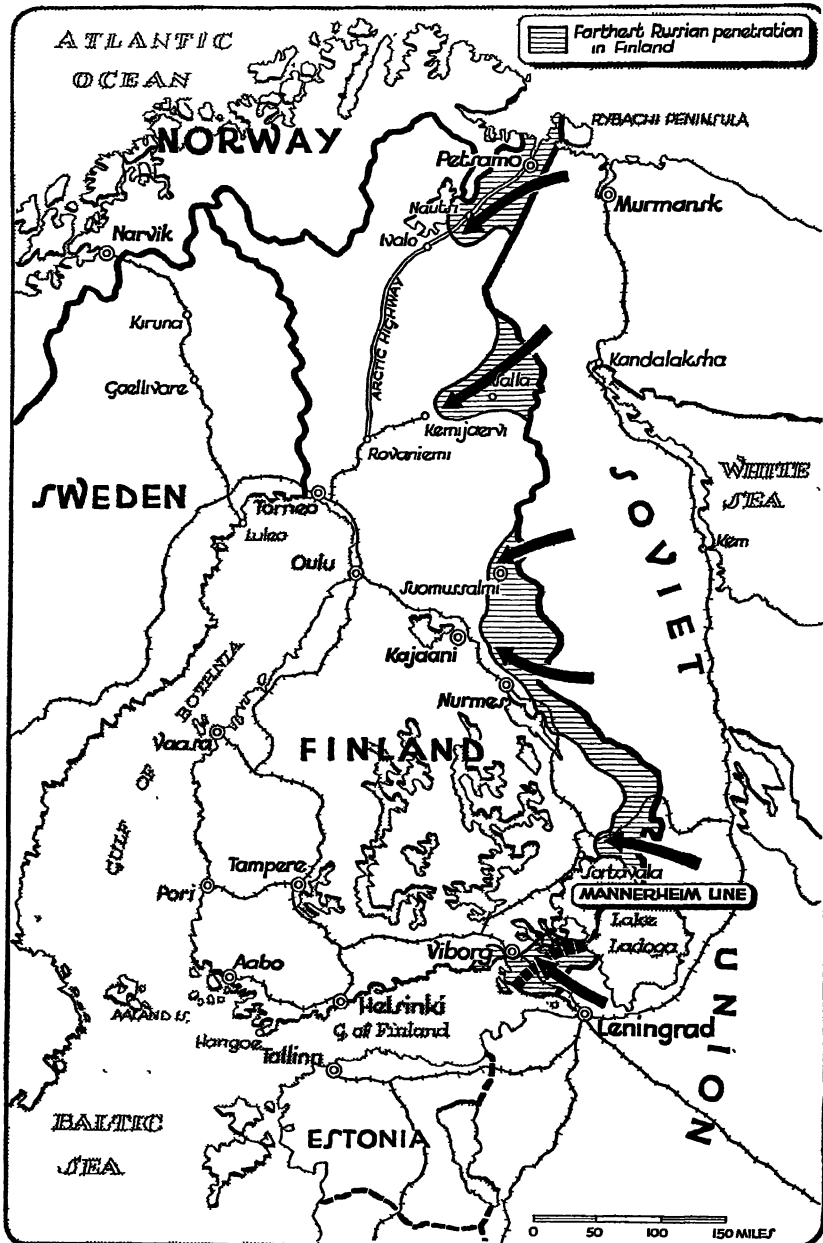 ATLANTIC
OCEAN
Farthest Russian penetration
in Finland
NORWAY
RYBACHI PENINSULA
Petsamo
Murmansk
Nautsi
Narvik
Ivalo
ARCTIC HIGHWAY
Kiruna
Kandalaksha
Gaellivare
Salla
Kemijaervi
Rovaniemi
SWEDEN
WHITE
SEA
Torneo
Lulea
Kem
Oulu
Suomussalmi
SOVIET
Kajaani
Nurmes
GULF OF BOTHNIA
Vaasa
FINLAND
Tampere
Sortavala
Pori
MANNERHEIM LINE
Lake
Ladoga
Viborg
Aabo
UNION
Helsinki
AALAND IS.
G. of Finland
Leningrad
Hangoe
Tallinn
BALTIC
SEA
ESTONIA
0 50 100 150 MILES